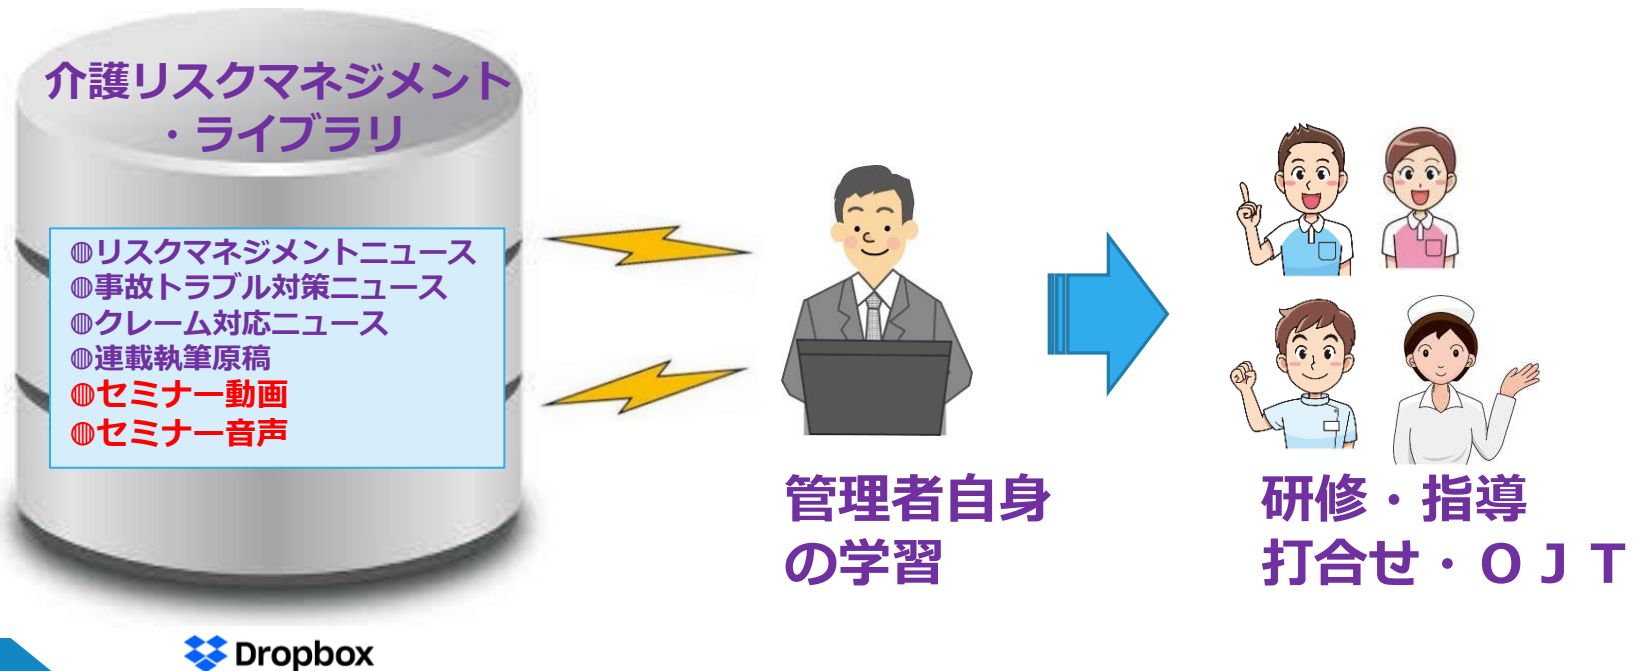 介護リスクマネジメント
・ライブラリ
◍リスクマネジメントニュース
◍事故トラブル対策ニュース
◍クレーム対応ニュース
◍連載執筆原稿
◍セミナー動画
◍セミナー音声
管理者自身
の学習
研修・指導
打合せ・ＯＪＴ
Dropbox